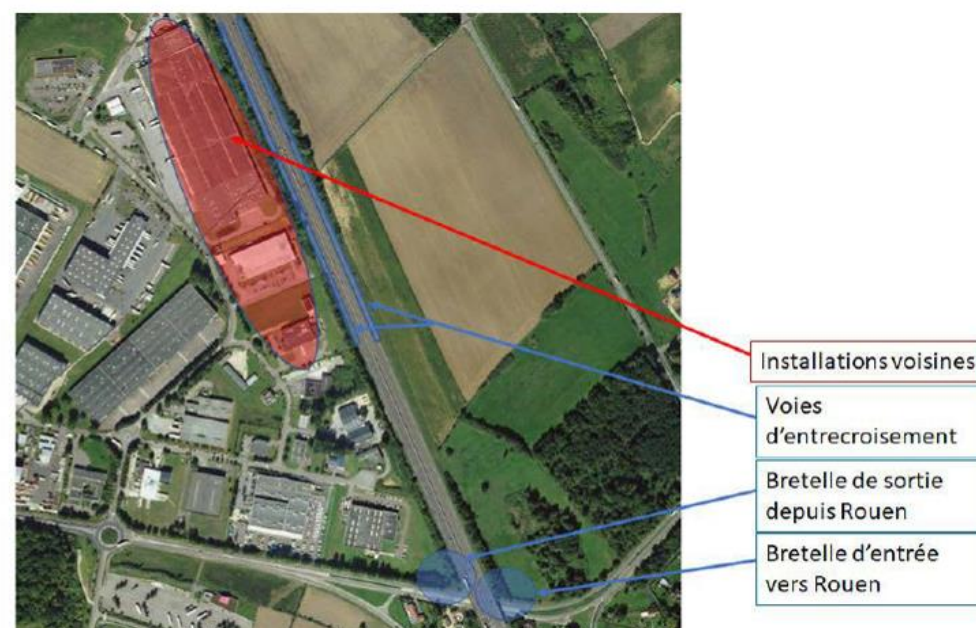 Installations voisines
Voies
d'entrecroisement
Bretelle de sortie
depuis Rouen
Bretelle d'entrée
vers Rouen